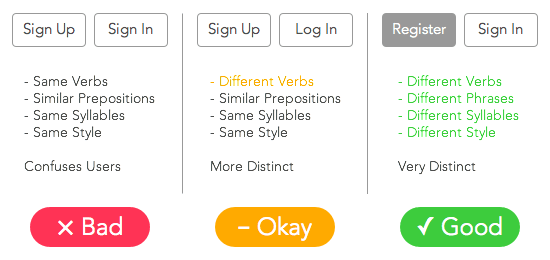 Sign Up
Sign In
- Same Verbs
- Similar Prepositions
- Same Syllables
- Same Style
Confuses Users
× Bad
Sign Up
Log In
- Different Verbs
- Similar Prepositions
- Same Syllables
- Same Style
More Distinct
– Okay
Register
Sign In
- Different Verbs
- Different Phrases
- Different Syllables
- Different Style
Very Distinct
✓ Good